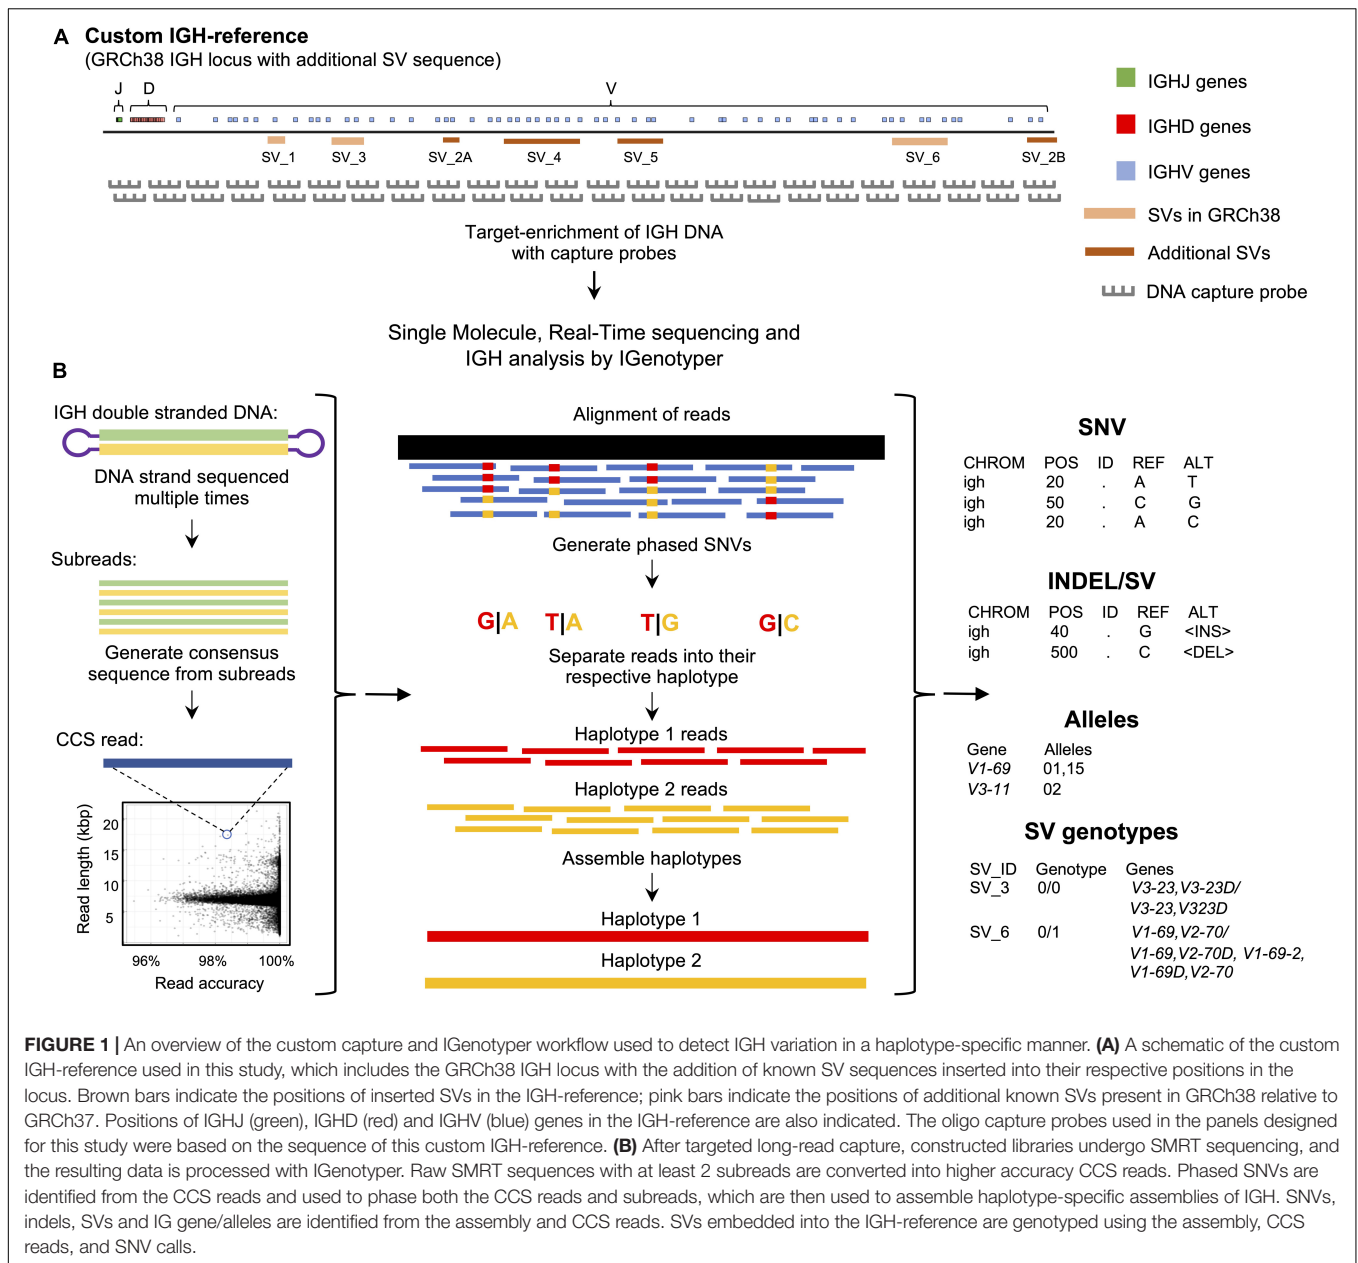 A Custom IGH-reference
(GRCh38 IGH locus with additional SV sequence)
J D V
SV_1 SV_3 SV_2A SV_4 SV_5 SV_6 SV_2B
IGHJ genes
IGHD genes
IGHV genes
SVs in GRCh38
Additional SVs
DNA capture probe
Target-enrichment of IGH DNA
with capture probes
Single Molecule, Real-Time sequencing and
IGH analysis by IGenotyper
B
IGH double stranded DNA:
DNA strand sequenced
multiple times
Subreads:
Generate consensus
sequence from subreads
CCS read:
Read length (kbp)
20
15
10
5
96% 98% 100%
Read accuracy
Alignment of reads
Generate phased SNVs
G|A T|A T|G G|C
Separate reads into their
respective haplotype
Haplotype 1 reads
Haplotype 2 reads
Assemble haplotypes
Haplotype 1
Haplotype 2
SNV
CHROM POS ID REF ALT
igh 20 . A T
igh 50 . C G
igh 20 . A C
INDEL/SV
CHROM POS ID REF ALT
igh 40 . G <INS>
igh 500 . C <DEL>
Alleles
Gene Alleles
V1-69 01,15
V3-11 02
SV genotypes
SV_ID Genotype Genes
SV_3 0/0 V3-23,V3-23D/
V3-23,V323D
SV_6 0/1 V1-69,V2-70/
V1-69,V2-70D, V1-69-2,
V1-69D,V2-70
FIGURE 1 | An overview of the custom capture and IGenotyper workflow used to detect IGH variation in a haplotype-specific manner. (A) A schematic of the custom
IGH-reference used in this study, which includes the GRCh38 IGH locus with the addition of known SV sequences inserted into their respective positions in the
locus. Brown bars indicate the positions of inserted SVs in the IGH-reference; pink bars indicate the positions of additional known SVs present in GRCh38 relative to
GRCh37. Positions of IGHJ (green), IGHD (red) and IGHV (blue) genes in the IGH-reference are also indicated. The oligo capture probes used in the panels designed
for this study were based on the sequence of this custom IGH-reference. (B) After targeted long-read capture, constructed libraries undergo SMRT sequencing, and
the resulting data is processed with IGenotyper. Raw SMRT sequences with at least 2 subreads are converted into higher accuracy CCS reads. Phased SNVs are
identified from the CCS reads and used to phase both the CCS reads and subreads, which are then used to assemble haplotype-specific assemblies of IGH. SNVs,
indels, SVs and IG gene/alleles are identified from the assembly and CCS reads. SVs embedded into the IGH-reference are genotyped using the assembly, CCS
reads, and SNV calls.